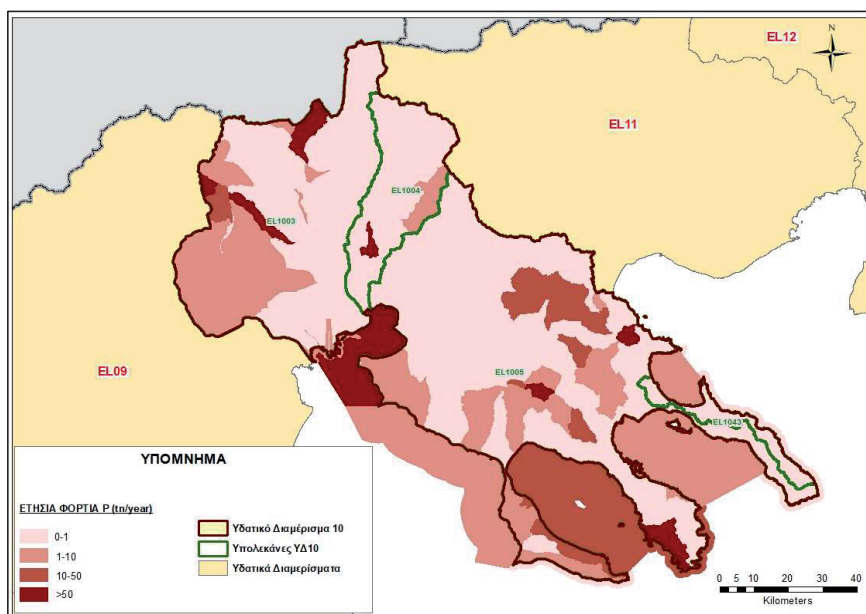 EL12
N
EL11
EL1004
EL1003
EL09
EL1005
EL1043
ΥΠΟΜΝΗΜΑ
ΕΤΗΣΙΑ ΦΟΡΤΙΑ P (tn/year)
0-1
1-10
10-50
>50
Υδατικό Διαμέρισμα 10
Υπολεκάνες ΥΔ10
Υδατικά Διαμερίσματα
0 5 10 20 30 40
Kilometers